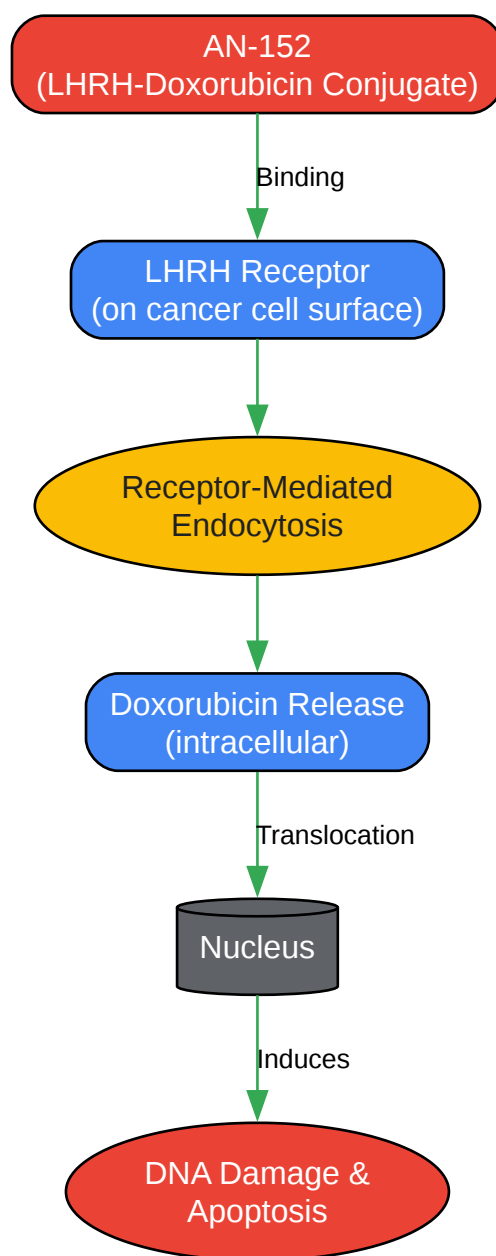 AN-152
(LHRH-Doxorubicin Conjugate)
Binding
LHRH Receptor
(on cancer cell surface)
Receptor-Mediated
Endocytosis
Doxorubicin Release
(intracellular)
Translocation
Nucleus
Induces
DNA Damage &
Apoptosis